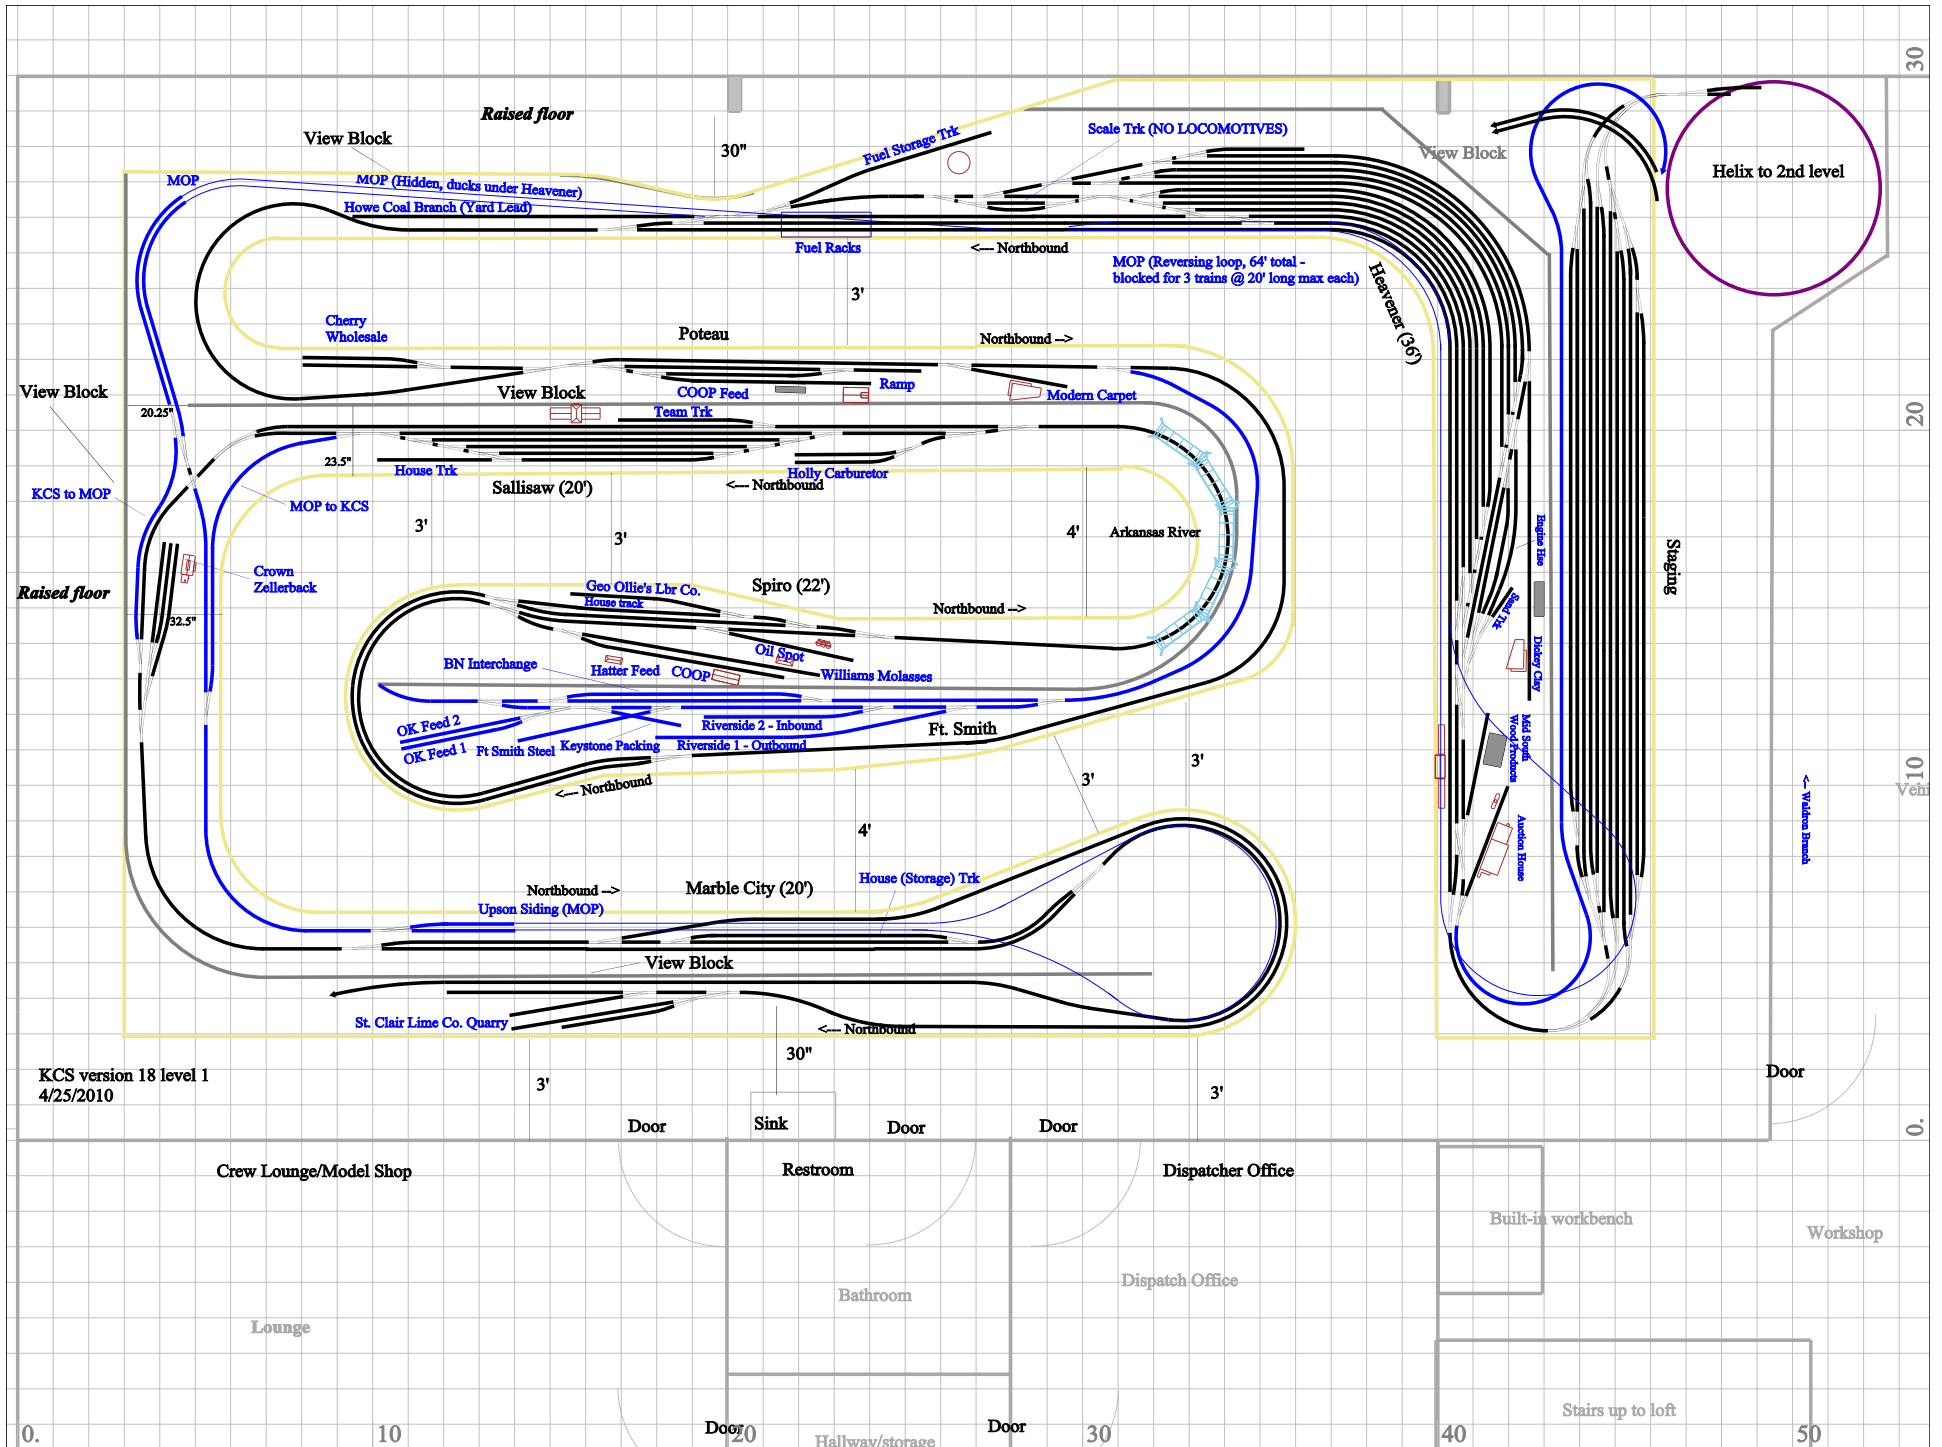 30
Raised floor
View Block
30"
Fuel Storage Trk
Scale Trk (NO LOCOMOTIVES)
View Block
Helix to 2nd level
MOP
MOP (Hidden, ducks under Heavener)
Howe Coal Branch (Yard Lead)
Fuel Racks
<--- Northbound
MOP (Reversing loop, 64' total -
blocked for 3 trains @ 20' long max each)
Heavener (36')
3'
Cherry
Wholesale
Poteau
Northbound -->
View Block
View Block
COOP Feed
Ramp
Modern Carpet
20.25"
Team Trk
20
23.5"
House Trk
Holly Carburetor
Sallisaw (20')
<--- Northbound
KCS to MOP
MOP to KCS
3'
3'
4'
Arkansas River
Engine Hse
Staging
Crown
Zellerback
Raised floor
32.5"
Geo Ollie's Lbr Co.
House track
Spiro (22')
Northbound -->
Sand Trk
Dickey Clay
Oil Spot
BN Interchange
Hatter Feed
COOP
Williams Molasses
OK Feed 2
OK Feed 1
Ft Smith Steel
Keystone Packing
Riverside 2 - Inbound
Riverside 1 - Outbound
Ft. Smith
Mid South
Wood Products
<--- Northbound
3'
3'
10
Vehi
<-- Waldron Branch
4'
Auction House
Northbound -->
Marble City (20')
House (Storage) Trk
Upson Siding (MOP)
View Block
St. Clair Lime Co. Quarry
<--- Northbound
30"
KCS version 18 level 1
4/25/2010
3'
3'
Door
Door
Sink
Door
Door
0.
Crew Lounge/Model Shop
Restroom
Dispatcher Office
Built-in workbench
Workshop
Dispatch Office
Bathroom
Lounge
Stairs up to loft
Door
Door
Hallway/storage
0.
10
20
30
40
50